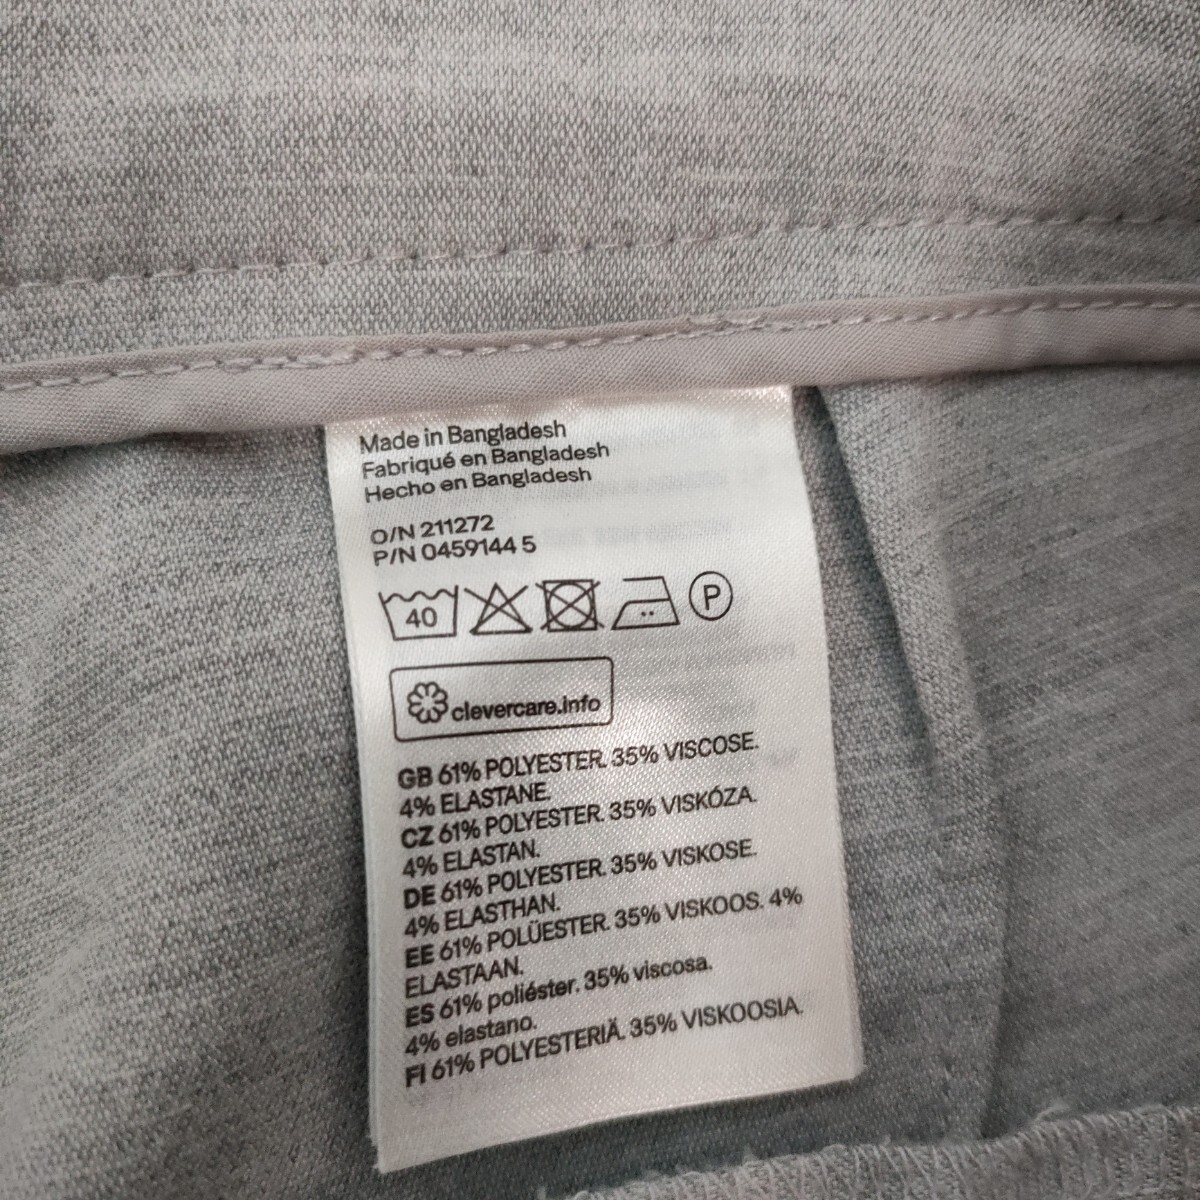 Made in Bangladesh
Fabriqué en Bangladesh
Hecho en Bangladesh
O/N 211272
P/N 0459144 5
40 P
clevercare.info
GB 61% POLYESTER. 35% VISCOSE.
4% ELASTANE.
CZ 61% POLYESTER. 35% VISKÓZA.
4% ELASTAN.
DE 61% POLYESTER. 35% VISKOSE.
4% ELASTHAN.
EE 61% POLÜESTER. 35% VISKOOS. 4%
ELASTAAN.
ES 61% poliéster. 35% viscosa.
4% elastano.
FI 61% POLYESTERIÄ. 35% VISKOOSIA.